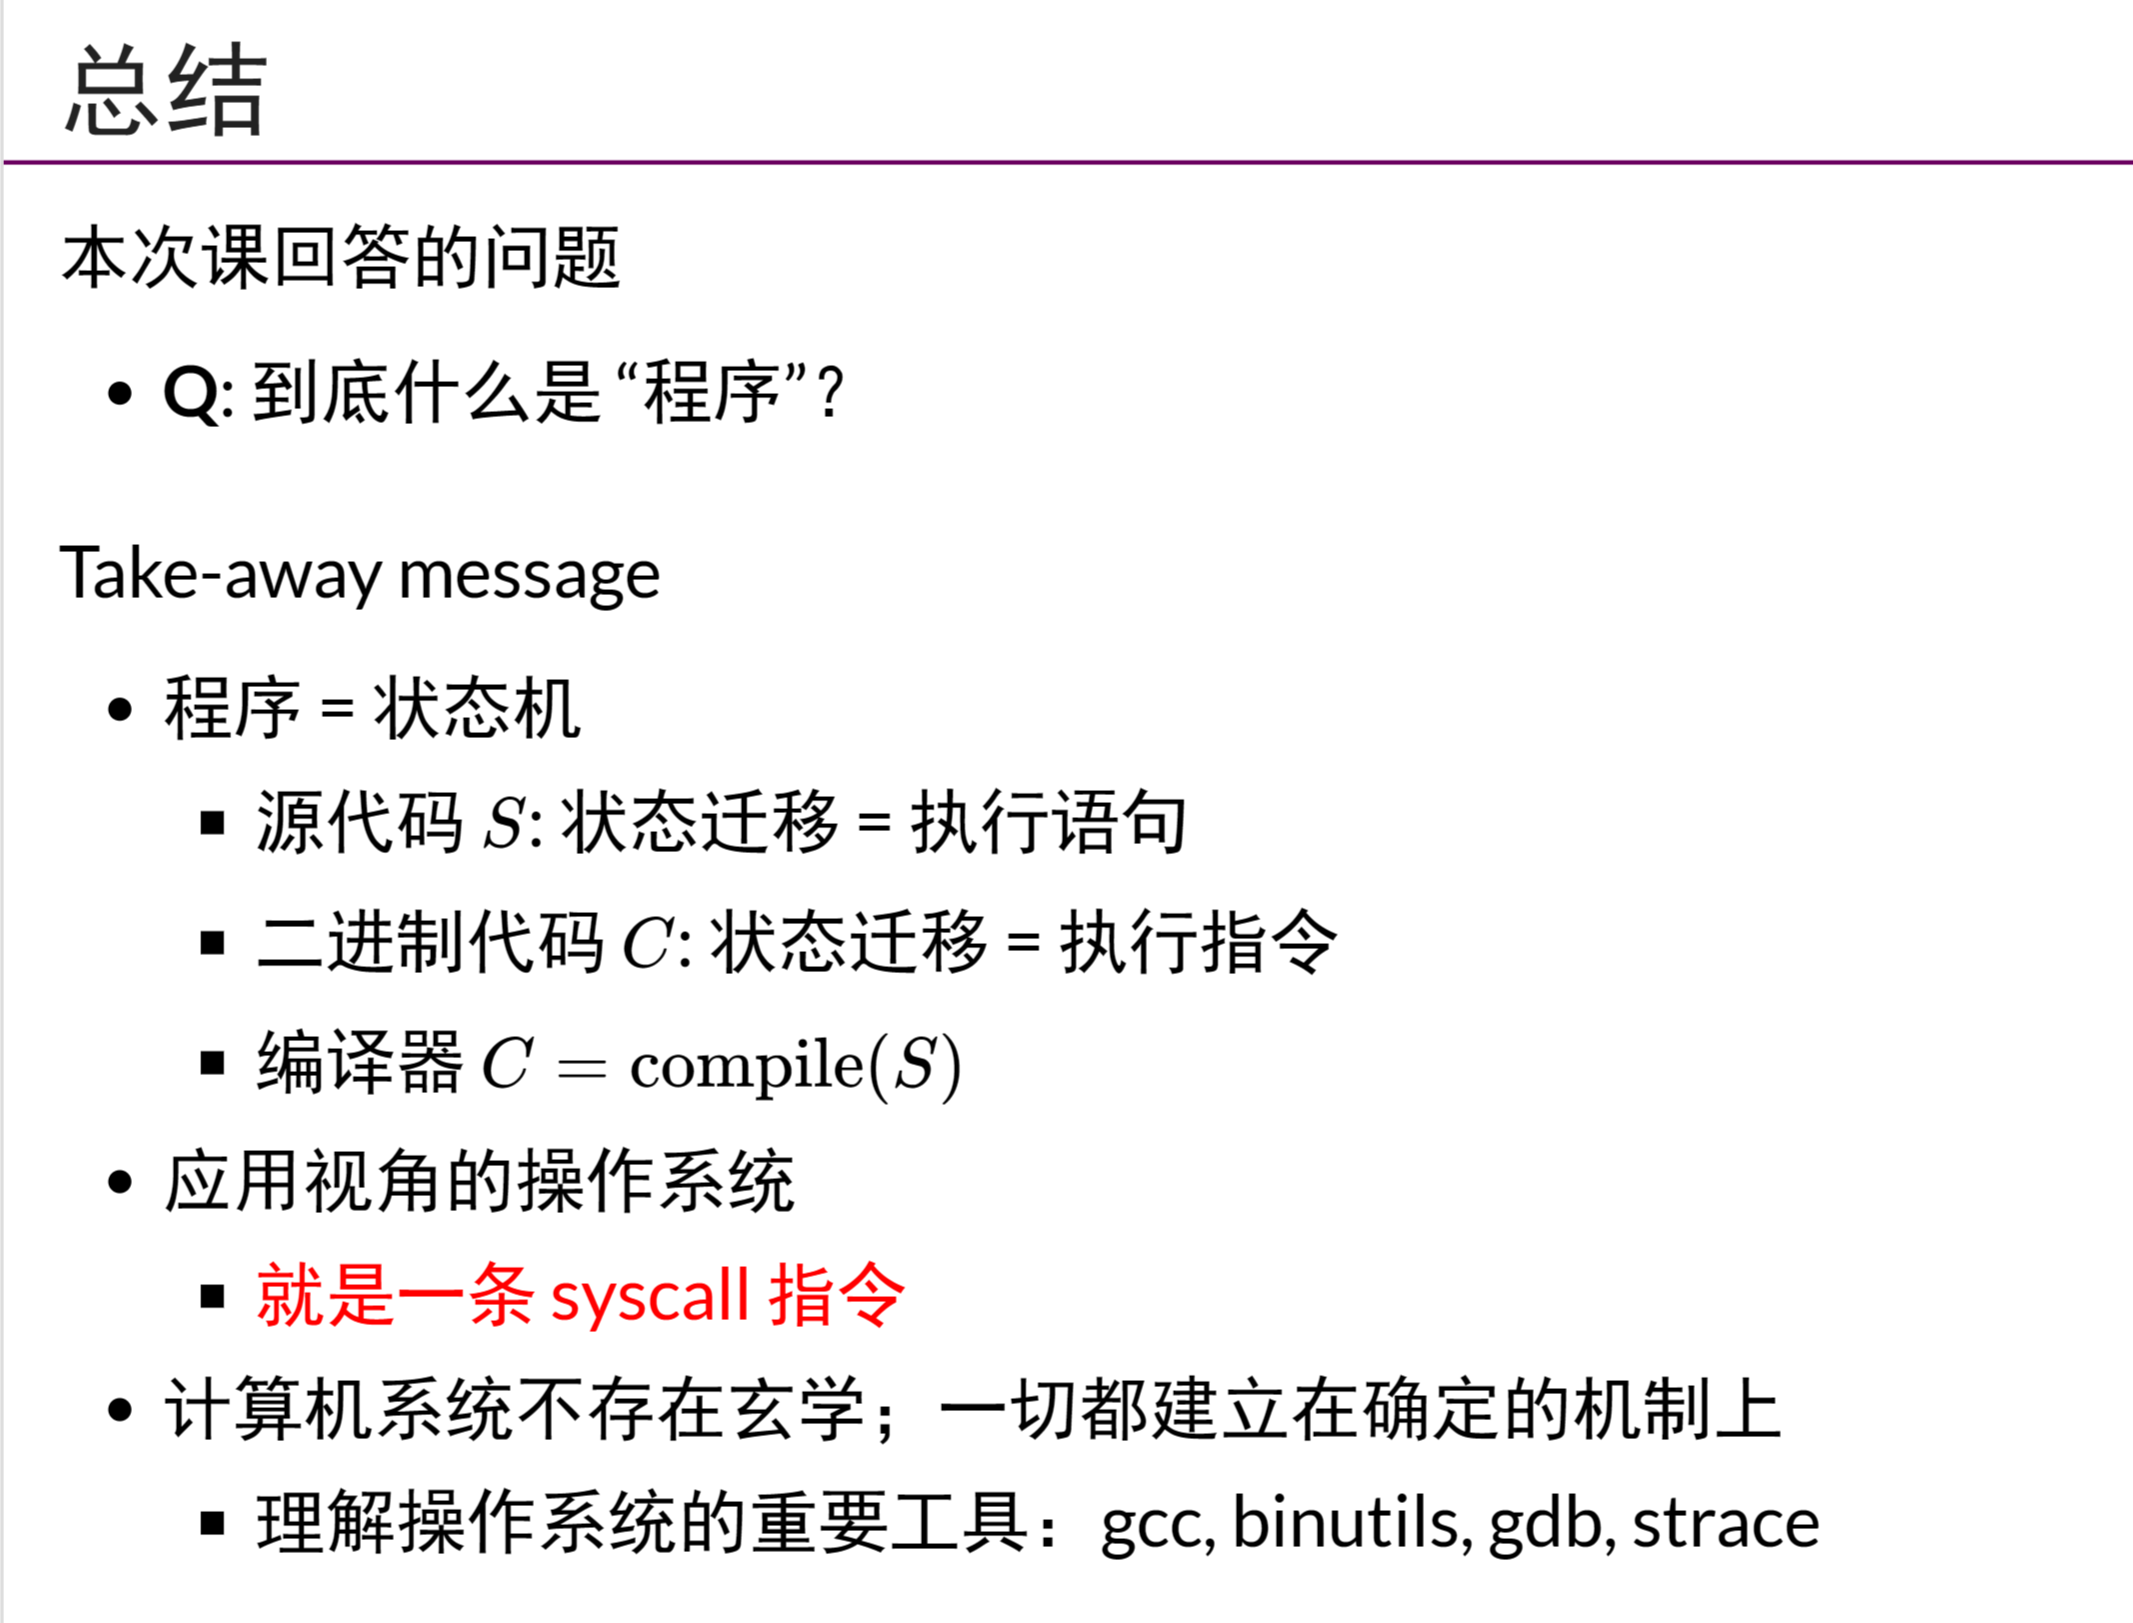 总结
本次课回答的问题
• Q: 到底什么是 “程序”？
Take-away message
• 程序 = 状态机
▪ 源代码 S: 状态迁移 = 执行语句
▪ 二进制代码 C: 状态迁移 = 执行指令
▪ 编译器 C = compile(S)
• 应用视角的操作系统
▪ 就是一条 syscall 指令
• 计算机系统不存在玄学；一切都建立在确定的机制上
▪ 理解操作系统的重要工具：gcc, binutils, gdb, strace